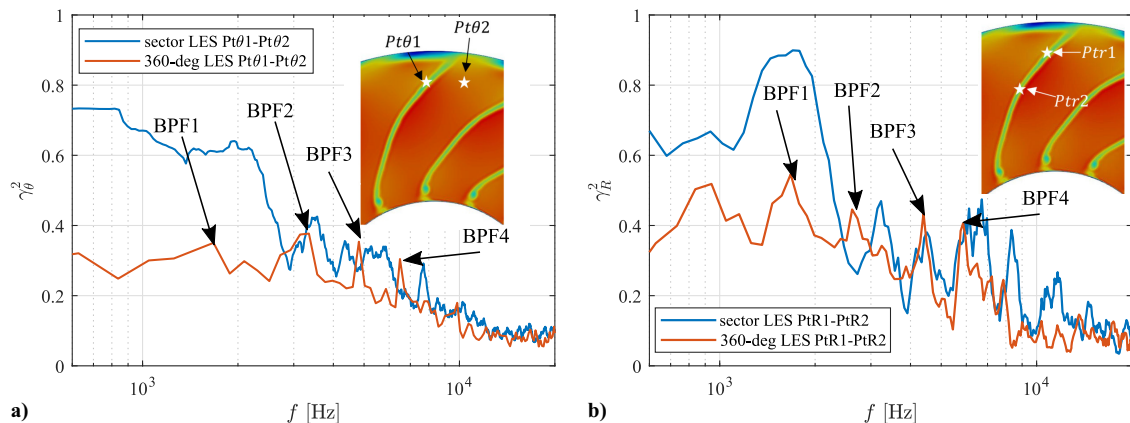 1
0.8
0.6
0.4
0.2
0
γ²θ
sector LES Ptθ1-Ptθ2
360-deg LES Ptθ1-Ptθ2
Ptθ1
Ptθ2
BPF1
BPF2
BPF3
BPF4
10³
10⁴
f [Hz]
a)
1
0.8
0.6
0.4
0.2
0
γ²R
Ptr1
Ptr2
BPF1
BPF2
BPF3
BPF4
sector LES PtR1-PtR2
360-deg LES PtR1-PtR2
10³
10⁴
f [Hz]
b)